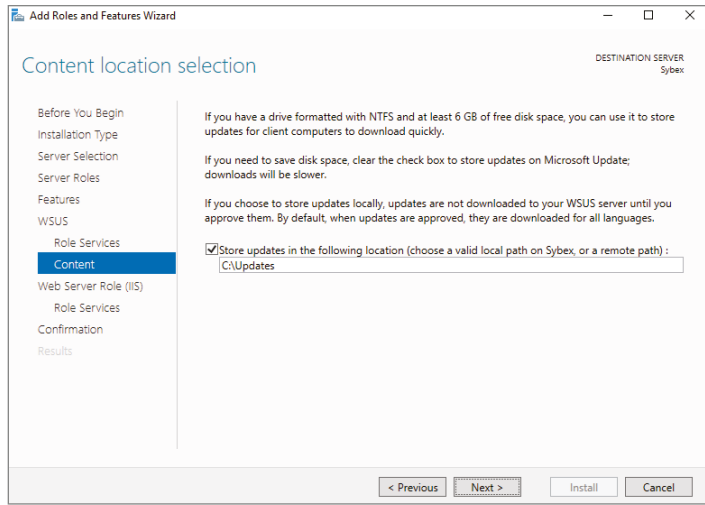 Add Roles and Features Wizard
Content location selection
DESTINATION SERVER
Sybex
Before You Begin
Installation Type
Server Selection
Server Roles
Features
WSUS
Role Services
Content
Web Server Role (IIS)
Role Services
Confirmation
Results
If you have a drive formatted with NTFS and at least 6 GB of free disk space, you can use it to store
updates for client computers to download quickly.
If you need to save disk space, clear the check box to store updates on Microsoft Update;
downloads will be slower.
If you choose to store updates locally, updates are not downloaded to your WSUS server until you
approve them. By default, when updates are approved, they are downloaded for all languages.
Store updates in the following location (choose a valid local path on Sybex, or a remote path) :
C:\Updates
< Previous
Next >
Install
Cancel